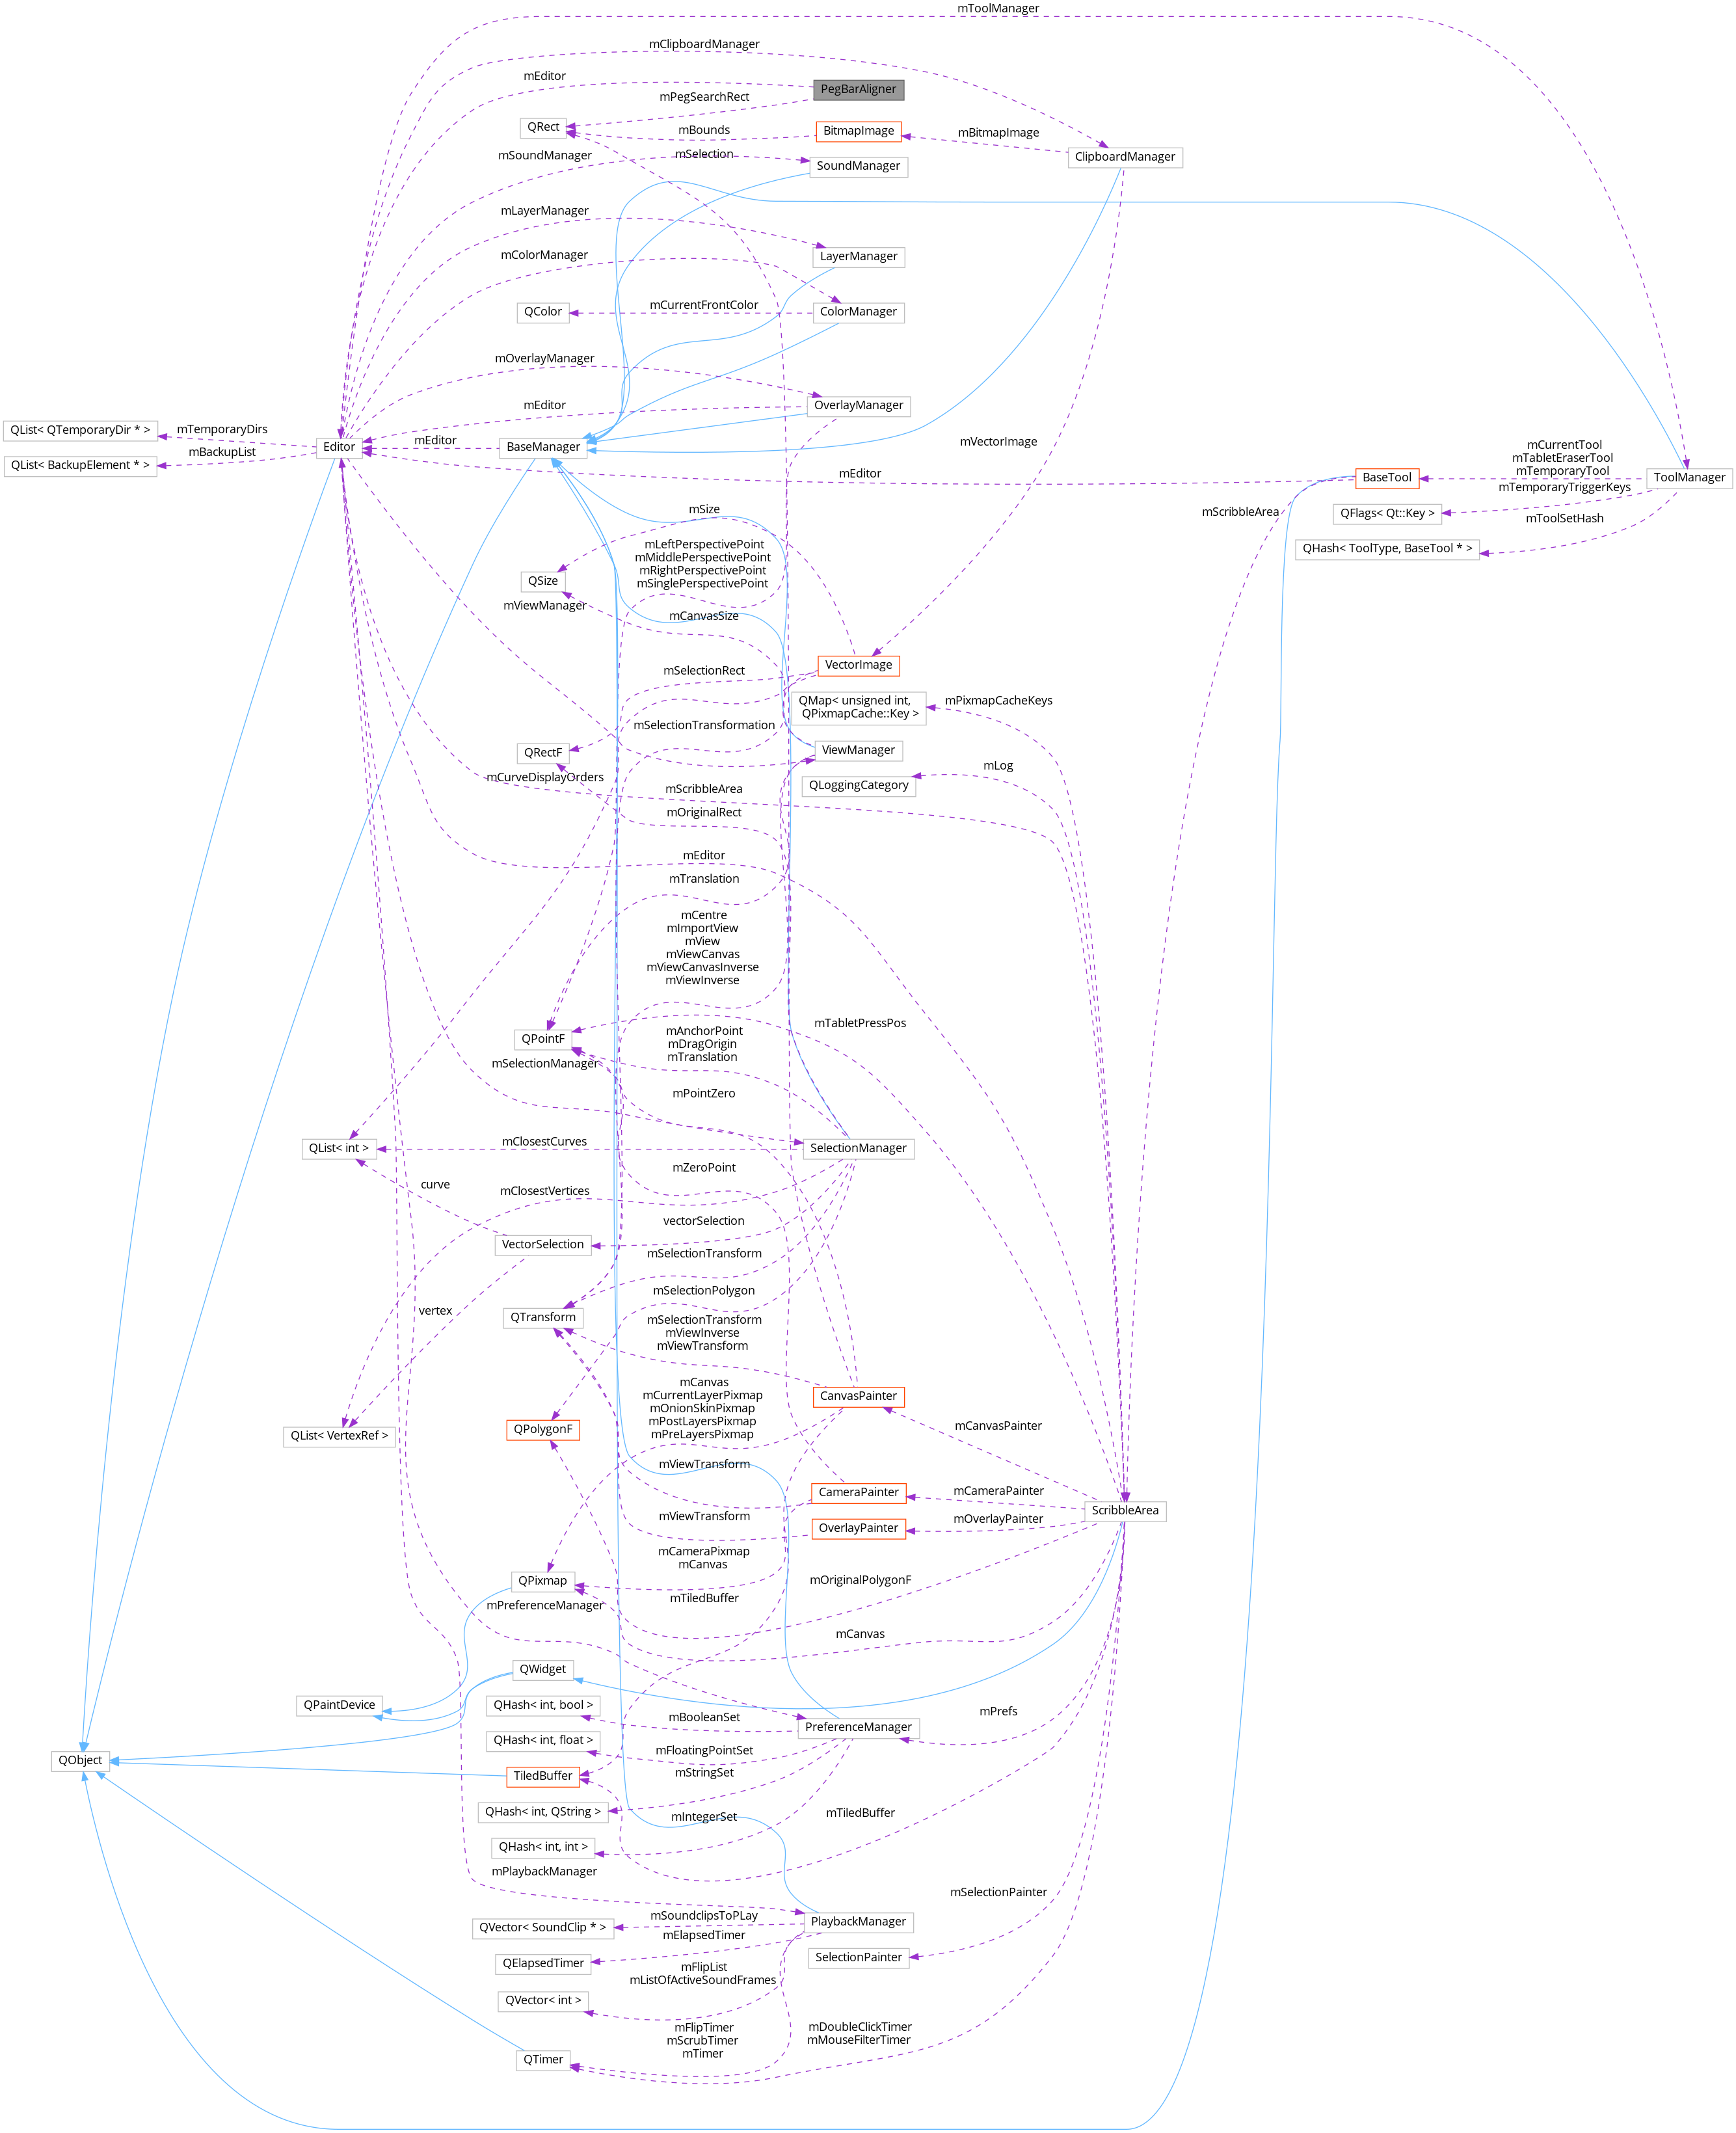 mToolManager
mClipboardManager
mEditor
PegBarAligner
mPegSearchRect
QRect
mBounds
BitmapImage
mBitmapImage
mSoundManager
mSelection
SoundManager
ClipboardManager
mLayerManager
LayerManager
mColorManager
QColor
mCurrentFrontColor
ColorManager
mOverlayManager
mEditor
OverlayManager
QList< QTemporaryDir * >
mTemporaryDirs
Editor
mEditor
BaseManager
mVectorImage
QList< BackupElement * >
mBackupList
mEditor
BaseTool
mCurrentTool
mTabletEraserTool
mTemporaryTool
ToolManager
mTemporaryTriggerKeys
QFlags< Qt::Key >
mToolSetHash
QHash< ToolType, BaseTool * >
mSize
mScribbleArea
mLeftPerspectivePoint
mMiddlePerspectivePoint
mRightPerspectivePoint
mSinglePerspectivePoint
QSize
mViewManager
mCanvasSize
mSelectionRect
VectorImage
QMap< unsigned int,
QPixmapCache::Key >
mPixmapCacheKeys
mSelectionTransformation
QRectF
ViewManager
mCurveDisplayOrders
mLog
QLoggingCategory
mScribbleArea
mOriginalRect
mEditor
mTranslation
mCentre
mImportView
mView
mViewCanvas
mViewCanvasInverse
mViewInverse
mTabletPressPos
QPointF
mAnchorPoint
mDragOrigin
mTranslation
mSelectionManager
mPointZero
QList< int >
mClosestCurves
SelectionManager
mZeroPoint
curve
mClosestVertices
vectorSelection
VectorSelection
mSelectionTransform
mSelectionPolygon
vertex
QTransform
mSelectionTransform
mViewInverse
mViewTransform
mCanvas
mCurrentLayerPixmap
mOnionSkinPixmap
mPostLayersPixmap
mPreLayersPixmap
CanvasPainter
mCanvasPainter
QList< VertexRef >
QPolygonF
mViewTransform
CameraPainter
mCameraPainter
ScribbleArea
mViewTransform
OverlayPainter
mOverlayPainter
mCameraPixmap
mCanvas
QPixmap
mOriginalPolygonF
mPreferenceManager
mTiledBuffer
mCanvas
QWidget
QPaintDevice
QHash< int, bool >
mBooleanSet
PreferenceManager
mPrefs
QHash< int, float >
mFloatingPointSet
QObject
TiledBuffer
mStringSet
QHash< int, QString >
mIntegerSet
mTiledBuffer
QHash< int, int >
mPlaybackManager
mSelectionPainter
QVector< SoundClip * >
mSoundclipsToPLay
PlaybackManager
mElapsedTimer
QElapsedTimer
SelectionPainter
mFlipList
mListOfActiveSoundFrames
QVector< int >
mFlipTimer
mScrubTimer
mTimer
mDoubleClickTimer
mMouseFilterTimer
QTimer